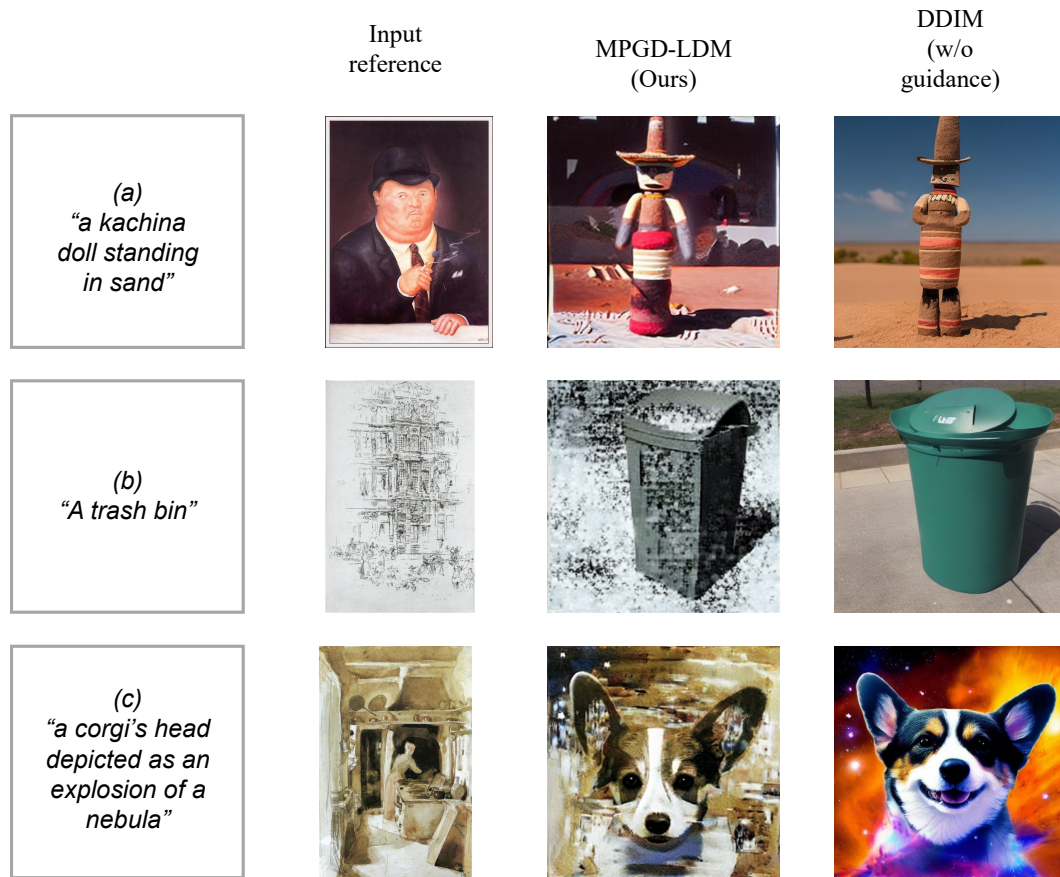 Input
reference
MPGD-LDM
(Ours)
DDIM
(w/o
guidance)
(a)
“a kachina
doll standing
in sand”
(b)
“A trash bin”
(c)
“a corgi’s head
depicted as an
explosion of a
nebula”